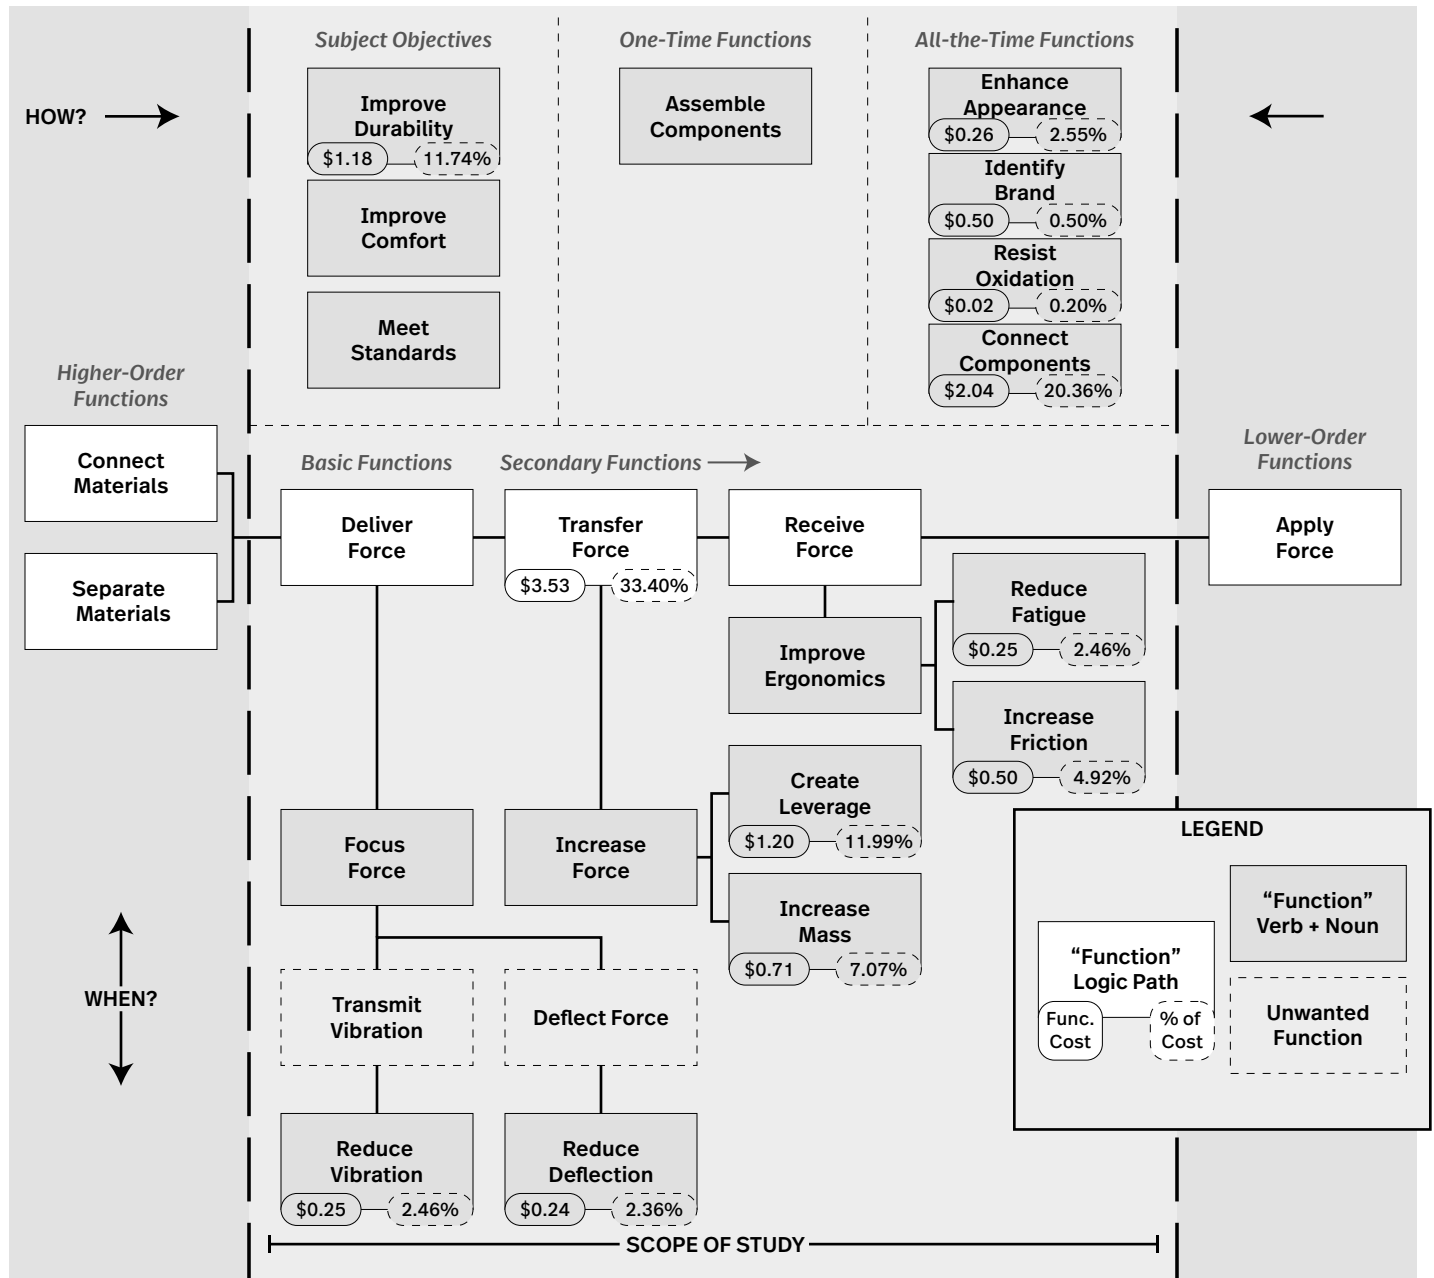 Subject Objectives
One-Time Functions
All-the-Time Functions
HOW?
Improve
Durability
$1.18
11.74%
Improve
Comfort
Meet
Standards
Assemble
Components
Enhance
Appearance
$0.26
2.55%
Identify
Brand
$0.50
0.50%
Resist
Oxidation
$0.02
0.20%
Connect
Components
$2.04
20.36%
Higher-Order
Functions
Connect
Materials
Separate
Materials
Basic Functions
Secondary Functions
Lower-Order
Functions
Deliver
Force
Transfer
Force
$3.53
33.40%
Receive
Force
Apply
Force
Improve
Ergonomics
Reduce
Fatigue
$0.25
2.46%
Increase
Friction
$0.50
4.92%
Focus
Force
Increase
Force
Create
Leverage
$1.20
11.99%
Increase
Mass
$0.71
7.07%
WHEN?
Transmit
Vibration
Deflect Force
Reduce
Vibration
$0.25
2.46%
Reduce
Deflection
$0.24
2.36%
LEGEND
“Function”
Logic Path
Func.
Cost
% of
Cost
“Function”
Verb + Noun
Unwanted
Function
SCOPE OF STUDY